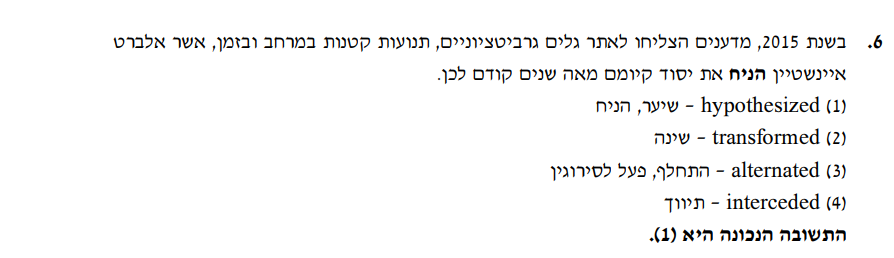 6. בשנת 2015, מדענים הצליחו לאתר גלים גרביטציוניים, תנועות קטנות במרחב ובזמן, אשר אלברט
איינשטיין הניח את יסוד קיומם מאה שנים קודם לכן.
(1) hypothesized – שיער, הניח
(2) transformed – שינה
(3) alternated – התחלף, פעל לסירוגין
(4) interceded – תיווך
התשובה הנכונה היא (1).